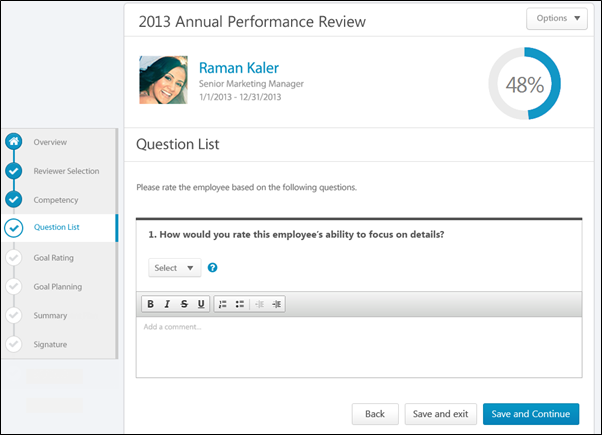 2013 Annual Performance Review
Options
Raman Kaler
Senior Marketing Manager
1/1/2013 - 12/31/2013
48%
Overview
Reviewer Selection
Competency
Question List
Goal Rating
Goal Planning
Summary
Signature
Question List
Please rate the employee based on the following questions.
1. How would you rate this employee's ability to focus on details?
Select
?
B I S U
Add a comment...
Back
Save and exit
Save and Continue